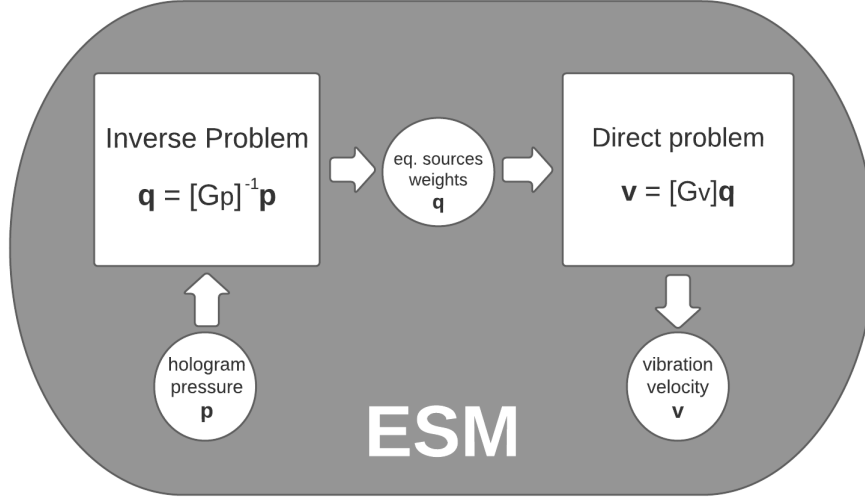 Inverse Problem
q = [Gp]⁻¹p
eq. sources
weights
q
Direct problem
v = [Gv]q
hologram
pressure
p
vibration
velocity
v
ESM